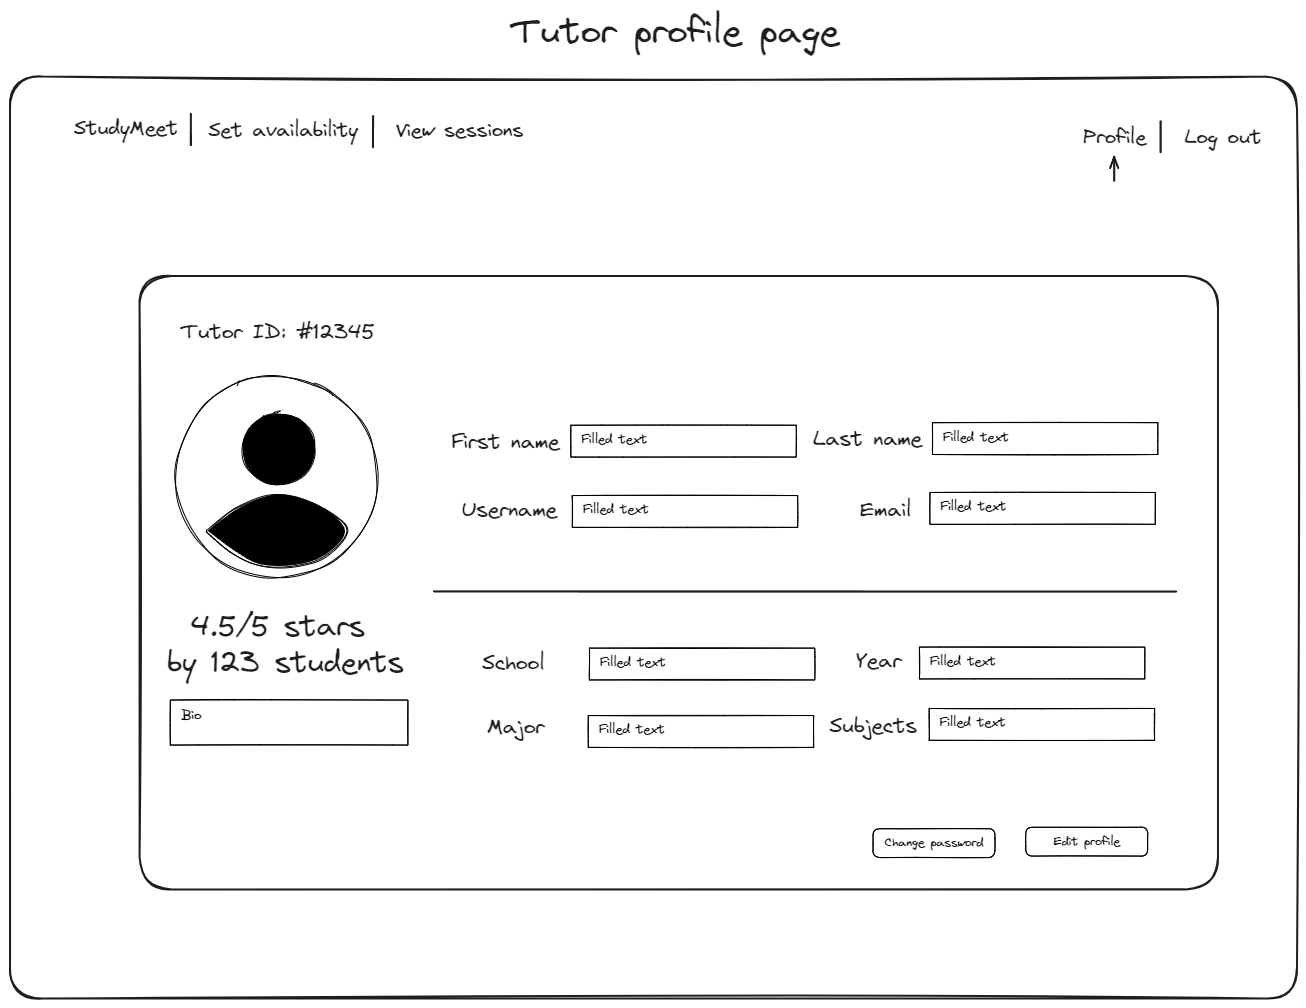 Tutor profile page
StudyMeet
Set availability
View sessions
Profile
Log out
Tutor ID: #12345
First name
Filled text
Last name
Filled text
Username
Filled text
Email
Filled text
4.5/5 stars
by 123 students
Bio
School
Filled text
Year
Filled text
Major
Filled text
Subjects
Filled text
Change password
Edit profile